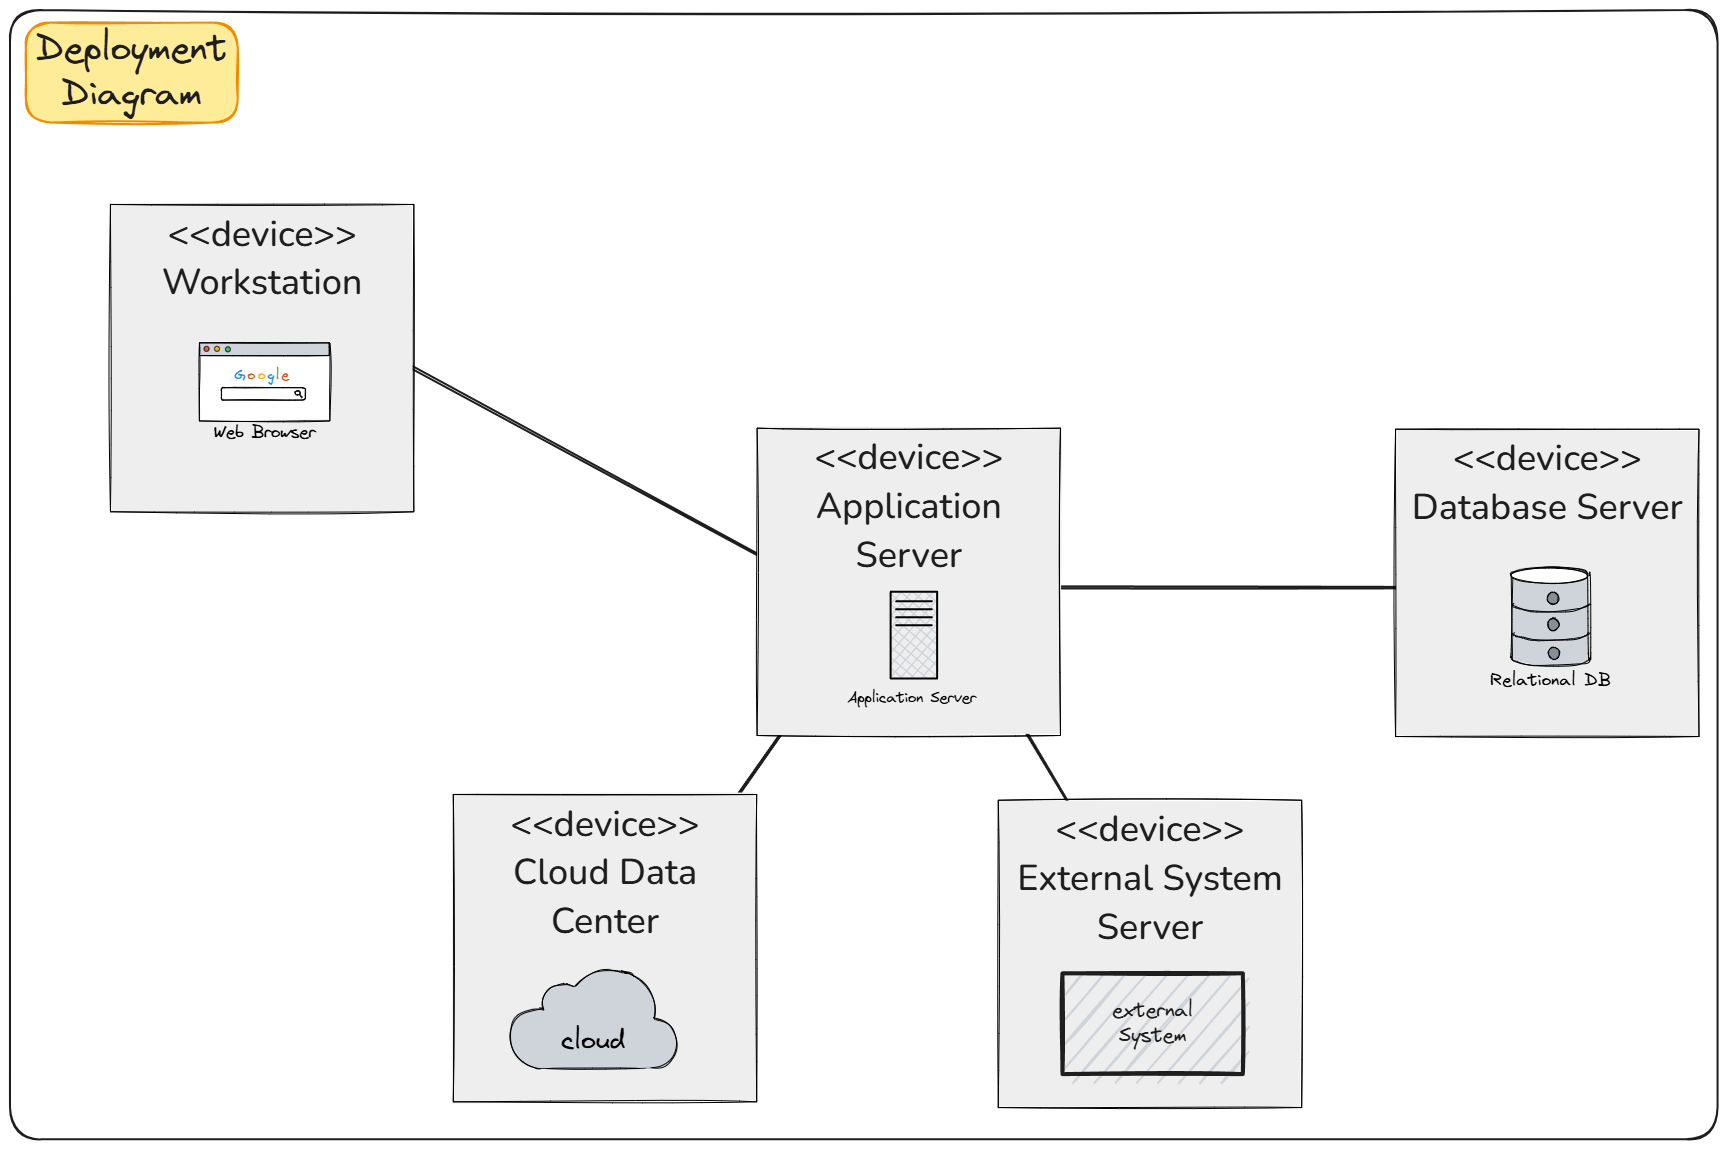 Deployment
Diagram
<<device>>
Workstation
Google
Web Browser
<<device>>
Application
Server
Application Server
<<device>>
Database Server
Relational DB
<<device>>
Cloud Data
Center
cloud
<<device>>
External System
Server
external
System